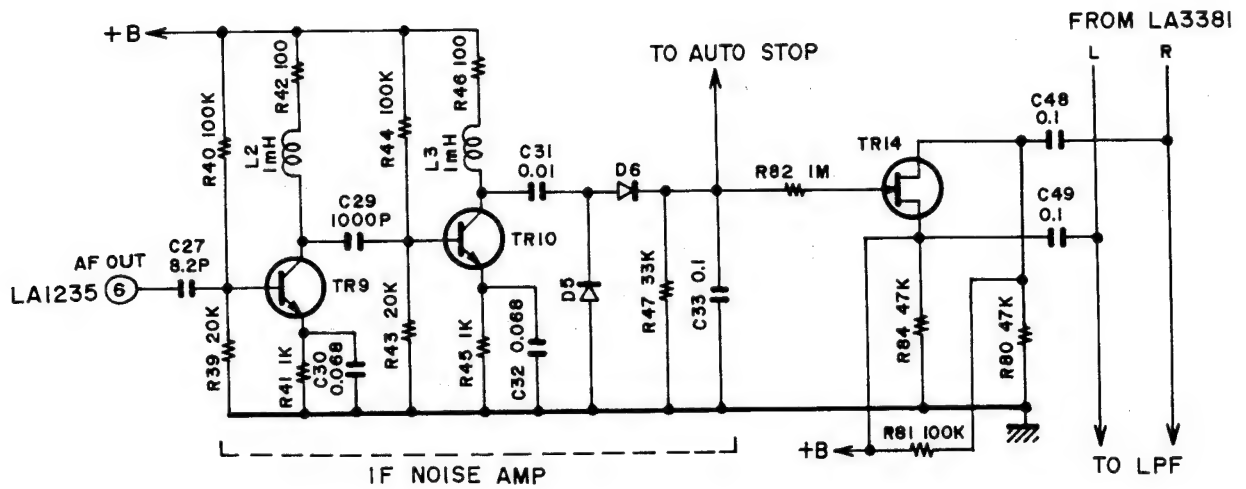 FROM LA3381
L R
+B
TO AUTO STOP
R40 100K
R42 100
L2 1mH
R44 100K
R46 100
L3 1mH
C31 0.01
D6
R82 1M
TR14
C48 0.1
C49 0.1
C29 1000P
TR10
AF OUT
LA1235 6
C27 8.2P
TR9
R39 20K
R41 1K
C30 0.068
R43 20K
R45 1K
C32 0.068
D5
R47 33K
C33 0.1
R84 47K
R80 47K
+B
R81 100K
IF NOISE AMP
TO LPF